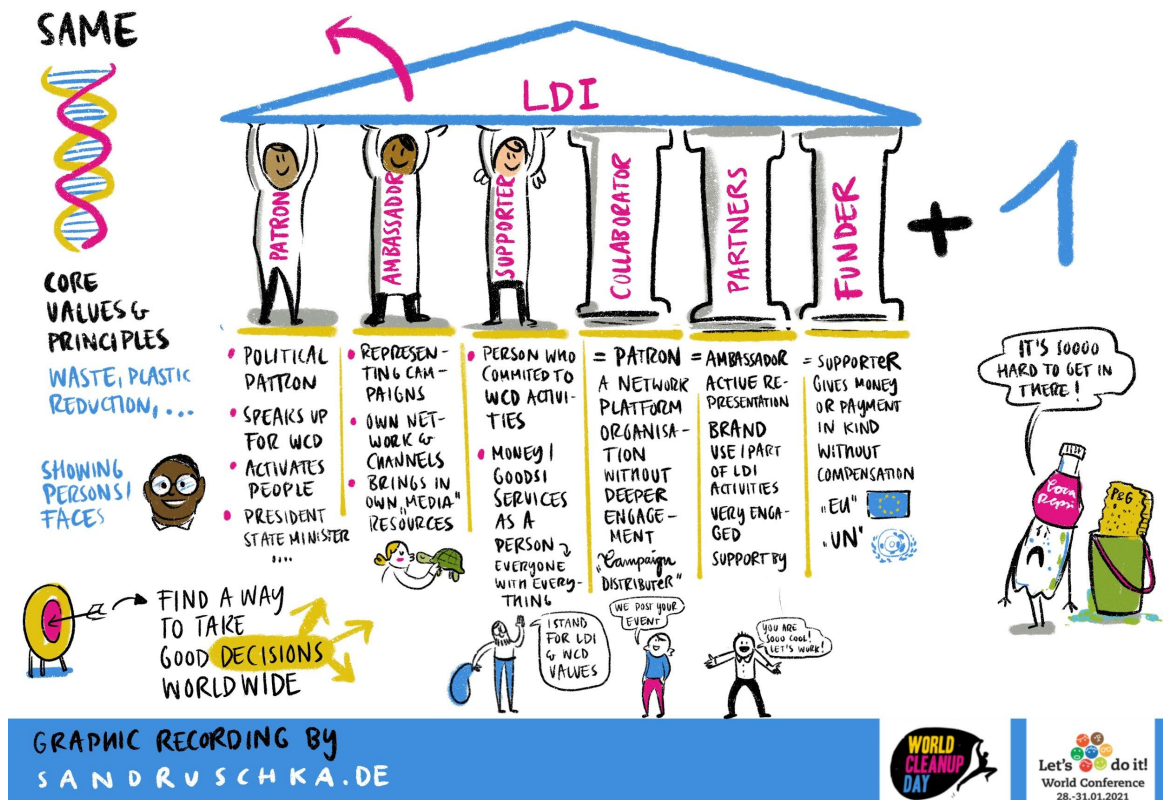 SAME
CORE
VALUES &
PRINCIPLES
WASTE, PLASTIC
REDUCTION, ...
SHOWING
PERSONS/
FACES
LDI
PATRON
AMBASSADOR
SUPPORTER
COLLABORATOR
PARTNERS
FUNDER
+ 1
• POLITICAL
PATRON
• SPEAKS UP
FOR WCD
• ACTIVATES
PEOPLE
• PRESIDENT
STATE MINISTER
....
• REPRESEN-
TING CAM-
PAIGNS
• OWN NET-
WORK &
CHANNELS
• BRINGS IN
OWN „MEDIA"
RESOURCES
• PERSON WHO
COMMITED TO
WCD ACTIVI-
TIES
• MONEY/
GOODS/
SERVICES
AS A
PERSON
EVERYONE
WITH EVERY-
THING
= PATRON
A NETWORK
PLATFORM
ORGANISA-
TION
WITHOUT
DEEPER
ENGAGE-
MENT
„Campaign
DISTRIBUTER"
= AMBASSADOR
ACTIVE RE-
PRESENTATION
BRAND
USE / PART
OF LDI
ACTIVITIES
VERY ENGA-
GED
SUPPORT BY
= SUPPORTER
GIVES MONEY
OR PAYMENT
IN KIND
WITHOUT
COMPENSATION
„EU"
„UN"
IT'S SOOOO
HARD TO GET IN
THERE!
P&G
FIND A WAY
TO TAKE
GOOD DECISIONS
WORLDWIDE
I STAND
FOR LDI
& WCD
VALUES
WE POST YOUR
EVENT
YOU ARE
SOOO COOL!
LET'S WORK!
GRAPHIC RECORDING BY
SANDRUSCHKA.DE
WORLD
CLEANUP
DAY
Let's do it!
World Conference
28.-31.01.2021